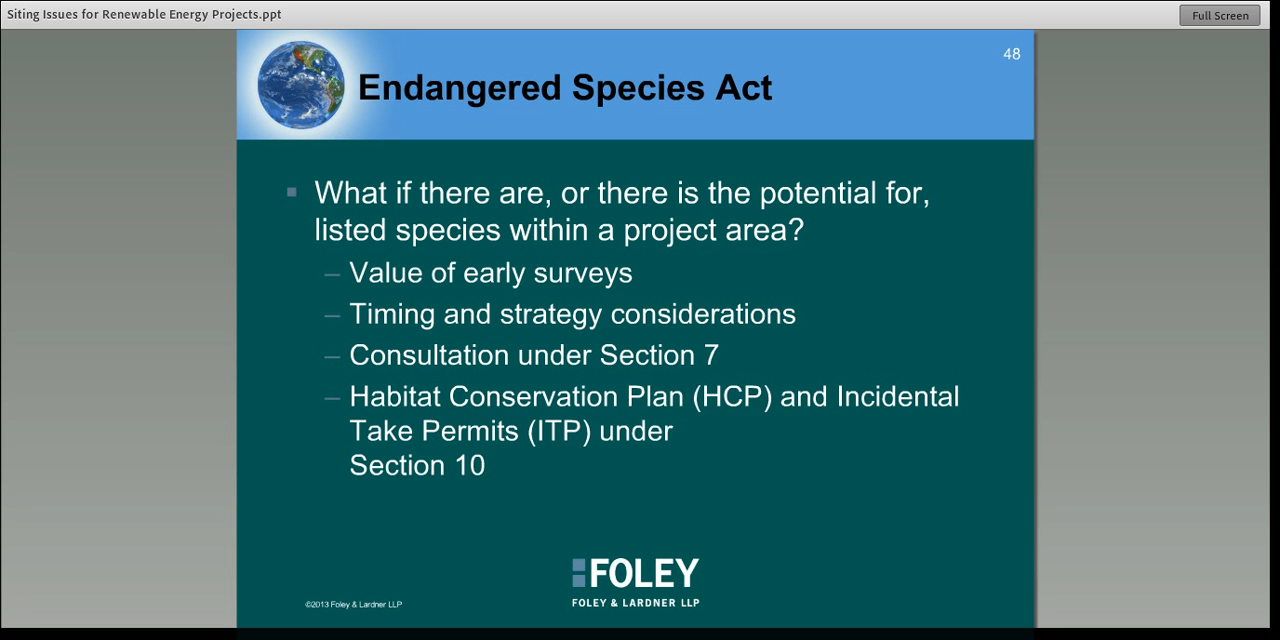 Siting Issues for Renewable Energy Projects.ppt
Full Screen
48
Endangered Species Act
What if there are, or there is the potential for,
listed species within a project area?
– Value of early surveys
– Timing and strategy considerations
– Consultation under Section 7
– Habitat Conservation Plan (HCP) and Incidental
Take Permits (ITP) under
Section 10
FOLEY
FOLEY & LARDNER LLP
©2013 Foley & Lardner LLP